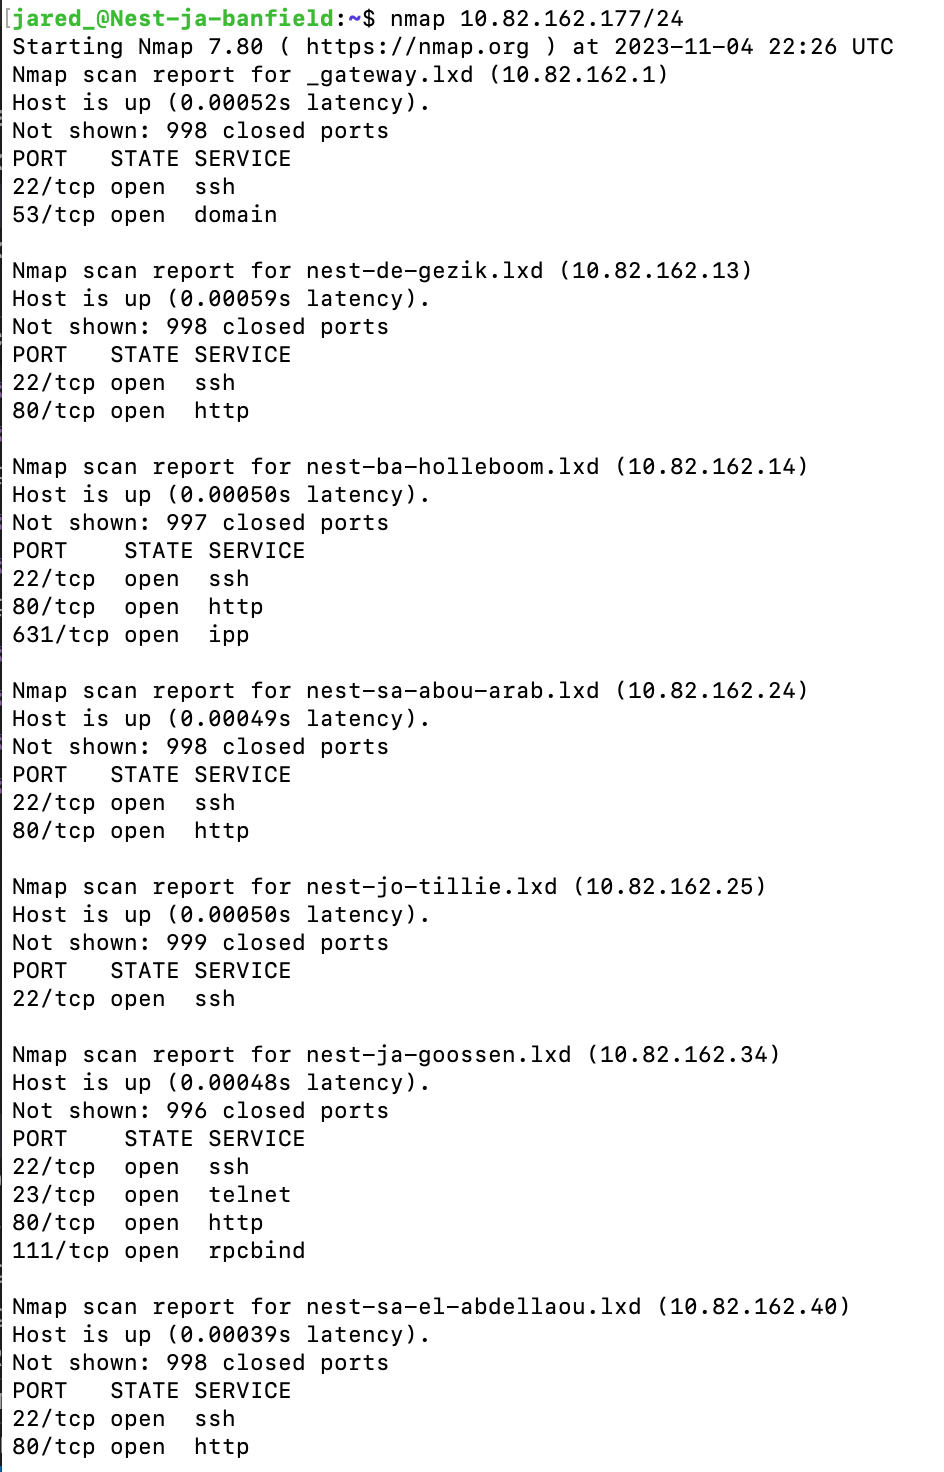 [jared_@Nest-ja-banfield:~$ nmap 10.82.162.177/24
Starting Nmap 7.80 ( https://nmap.org ) at 2023-11-04 22:26 UTC
Nmap scan report for _gateway.lxd (10.82.162.1)
Host is up (0.00052s latency).
Not shown: 998 closed ports
PORT   STATE SERVICE
22/tcp open  ssh
53/tcp open  domain

Nmap scan report for nest-de-gezik.lxd (10.82.162.13)
Host is up (0.00059s latency).
Not shown: 998 closed ports
PORT   STATE SERVICE
22/tcp open  ssh
80/tcp open  http

Nmap scan report for nest-ba-holleboom.lxd (10.82.162.14)
Host is up (0.00050s latency).
Not shown: 997 closed ports
PORT    STATE SERVICE
22/tcp  open  ssh
80/tcp  open  http
631/tcp open  ipp

Nmap scan report for nest-sa-abou-arab.lxd (10.82.162.24)
Host is up (0.00049s latency).
Not shown: 998 closed ports
PORT   STATE SERVICE
22/tcp open  ssh
80/tcp open  http

Nmap scan report for nest-jo-tillie.lxd (10.82.162.25)
Host is up (0.00050s latency).
Not shown: 999 closed ports
PORT   STATE SERVICE
22/tcp open  ssh

Nmap scan report for nest-ja-goossen.lxd (10.82.162.34)
Host is up (0.00048s latency).
Not shown: 996 closed ports
PORT    STATE SERVICE
22/tcp  open  ssh
23/tcp  open  telnet
80/tcp  open  http
111/tcp open  rpcbind

Nmap scan report for nest-sa-el-abdellaou.lxd (10.82.162.40)
Host is up (0.00039s latency).
Not shown: 998 closed ports
PORT   STATE SERVICE
22/tcp open  ssh
80/tcp open  http